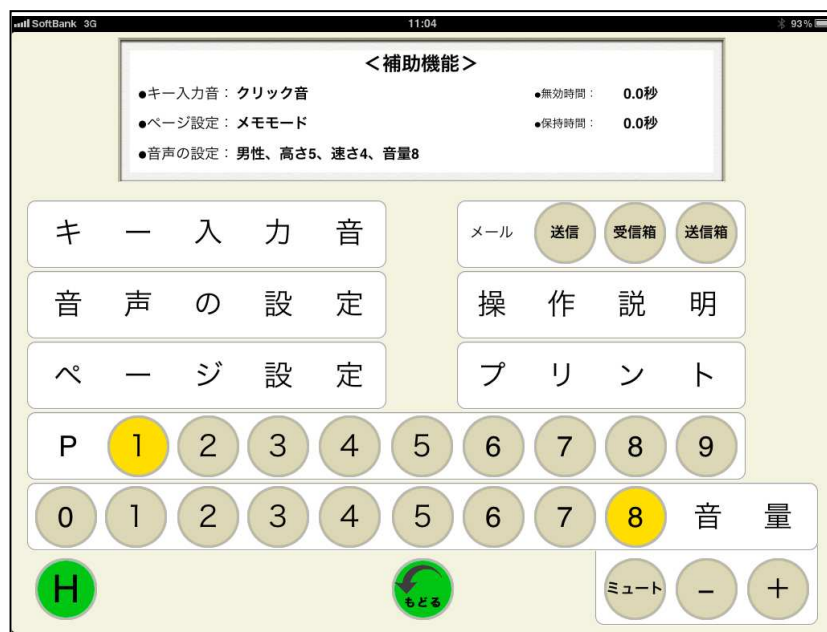 SoftBank 3G 11:04 93%
<補助機能>
●キー入力音：クリック音 ●無効時間： 0.0秒
●ページ設定：メモモード ●保持時間： 0.0秒
●音声の設定：男性、高さ5、速さ4、音量8
キー入力音 メール 送信 受信箱 送信箱
音声の設定 操作説明
ページ設定 プリント
P 1 2 3 4 5 6 7 8 9
0 1 2 3 4 5 6 7 8 音量
H もどる ミュート − ＋